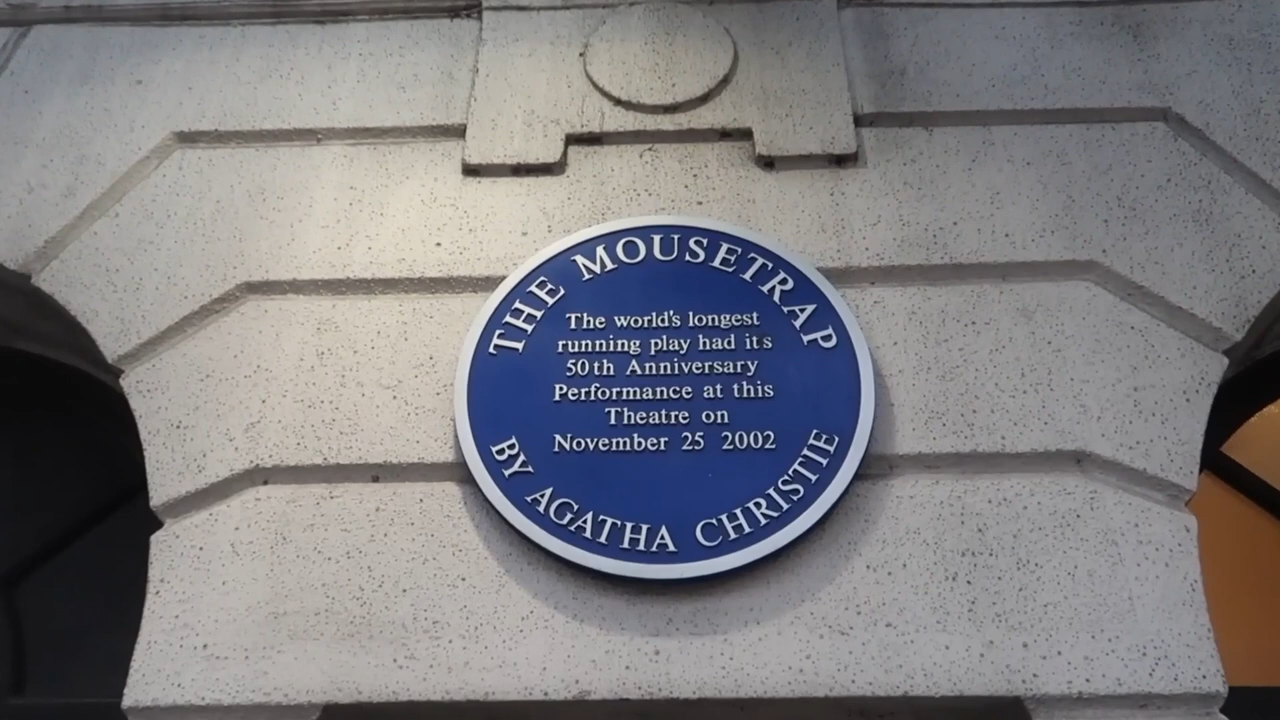 THE MOUSETRAP
The world's longest
running play had its
50th Anniversary
Performance at this
Theatre on
November 25 2002
BY AGATHA CHRISTIE